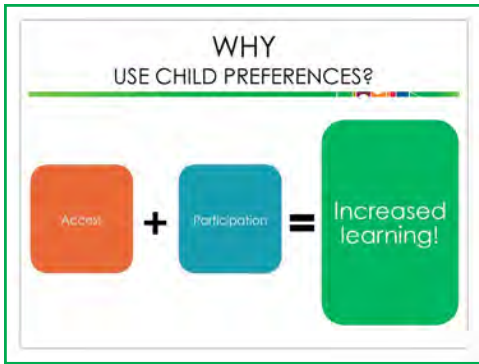 WHY
USE CHILD PREFERENCES?
Access
+
Participation
=
Increased
learning!